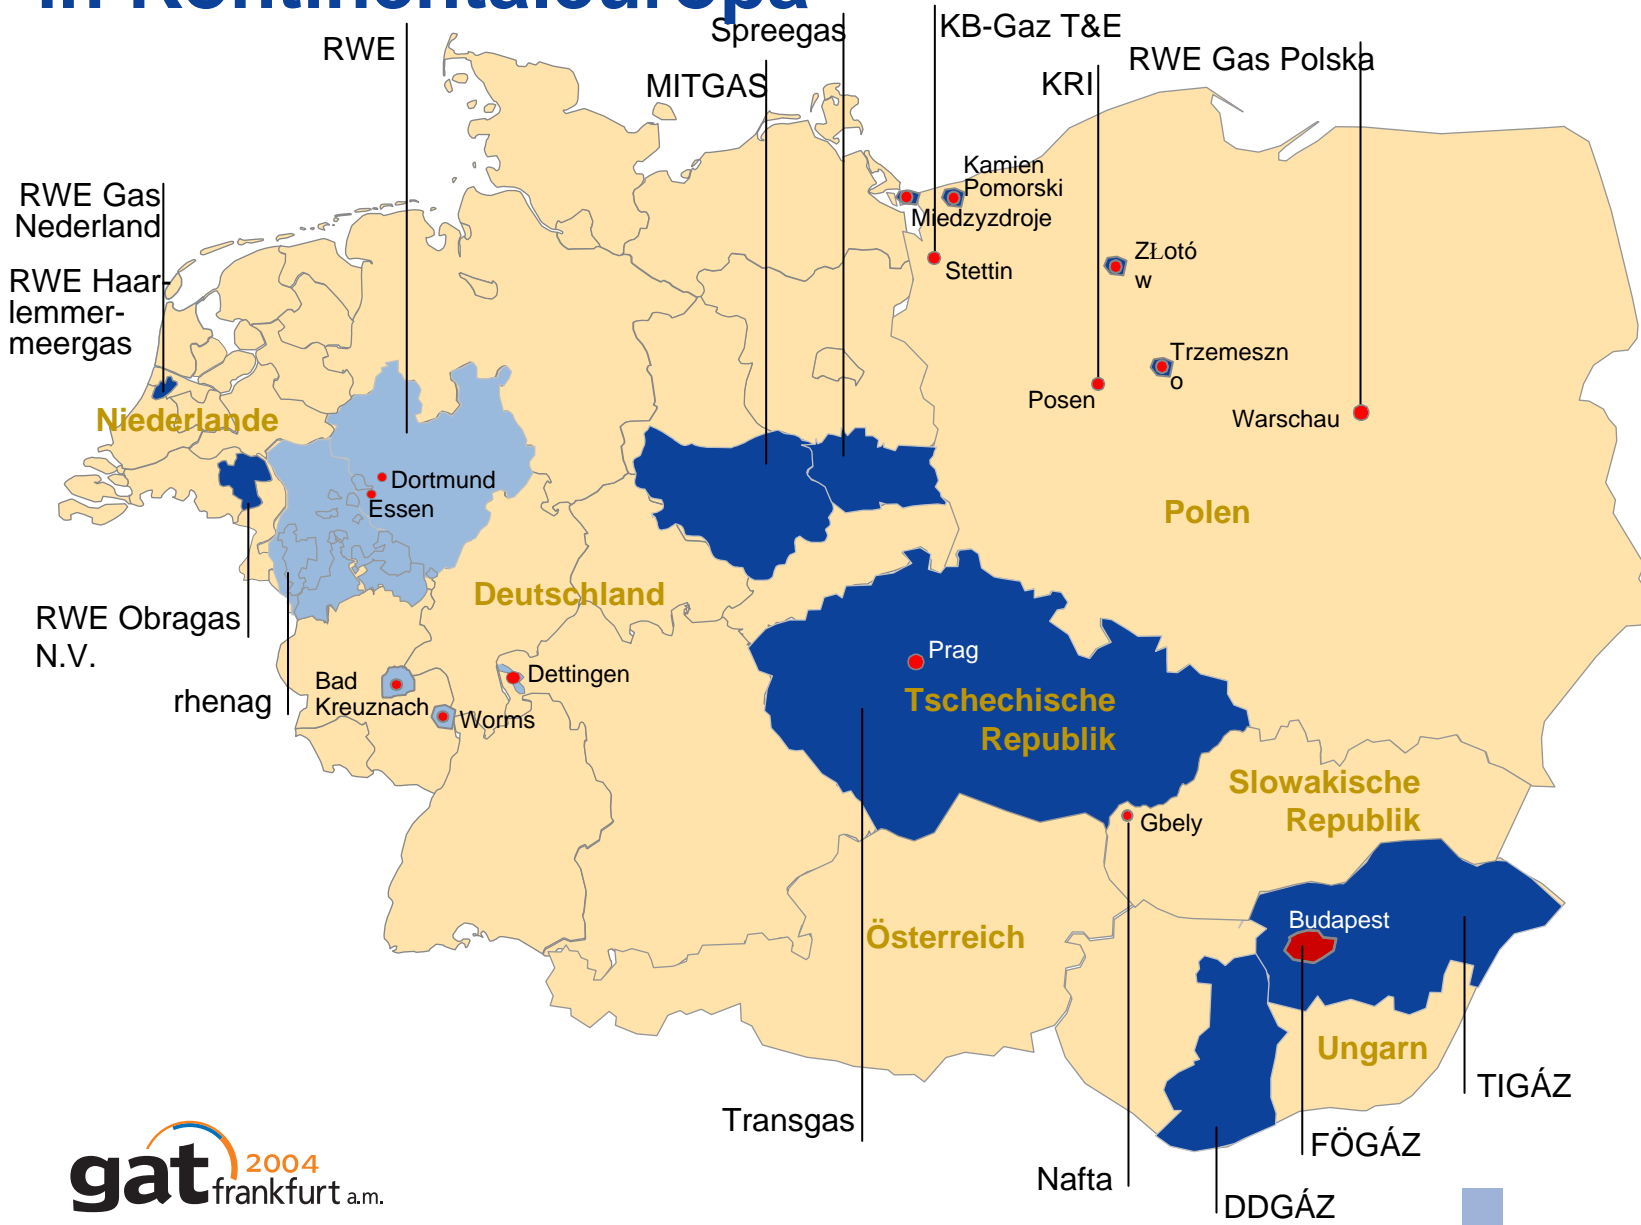 in Kontinentaleuropa
RWE
Spreegas
KB-Gaz T&E
MITGAS
KRI
RWE Gas Polska
RWE Gas
Nederland
RWE Haar-
lemmer-
meergas
Kamien
Pomorski
Miedzyzdroje
Stettin
ZŁotó
w
Trzemeszn
o
Posen
Warschau
Niederlande
Dortmund
Essen
Polen
Deutschland
RWE Obragas
N.V.
rhenag
Bad
Kreuznach
Worms
Dettingen
Prag
Tschechische
Republik
Slowakische
Republik
Gbely
Österreich
Budapest
Ungarn
TIGÁZ
FÖGÁZ
DDGÁZ
Nafta
Transgas
gat 2004
frankfurt a.m.